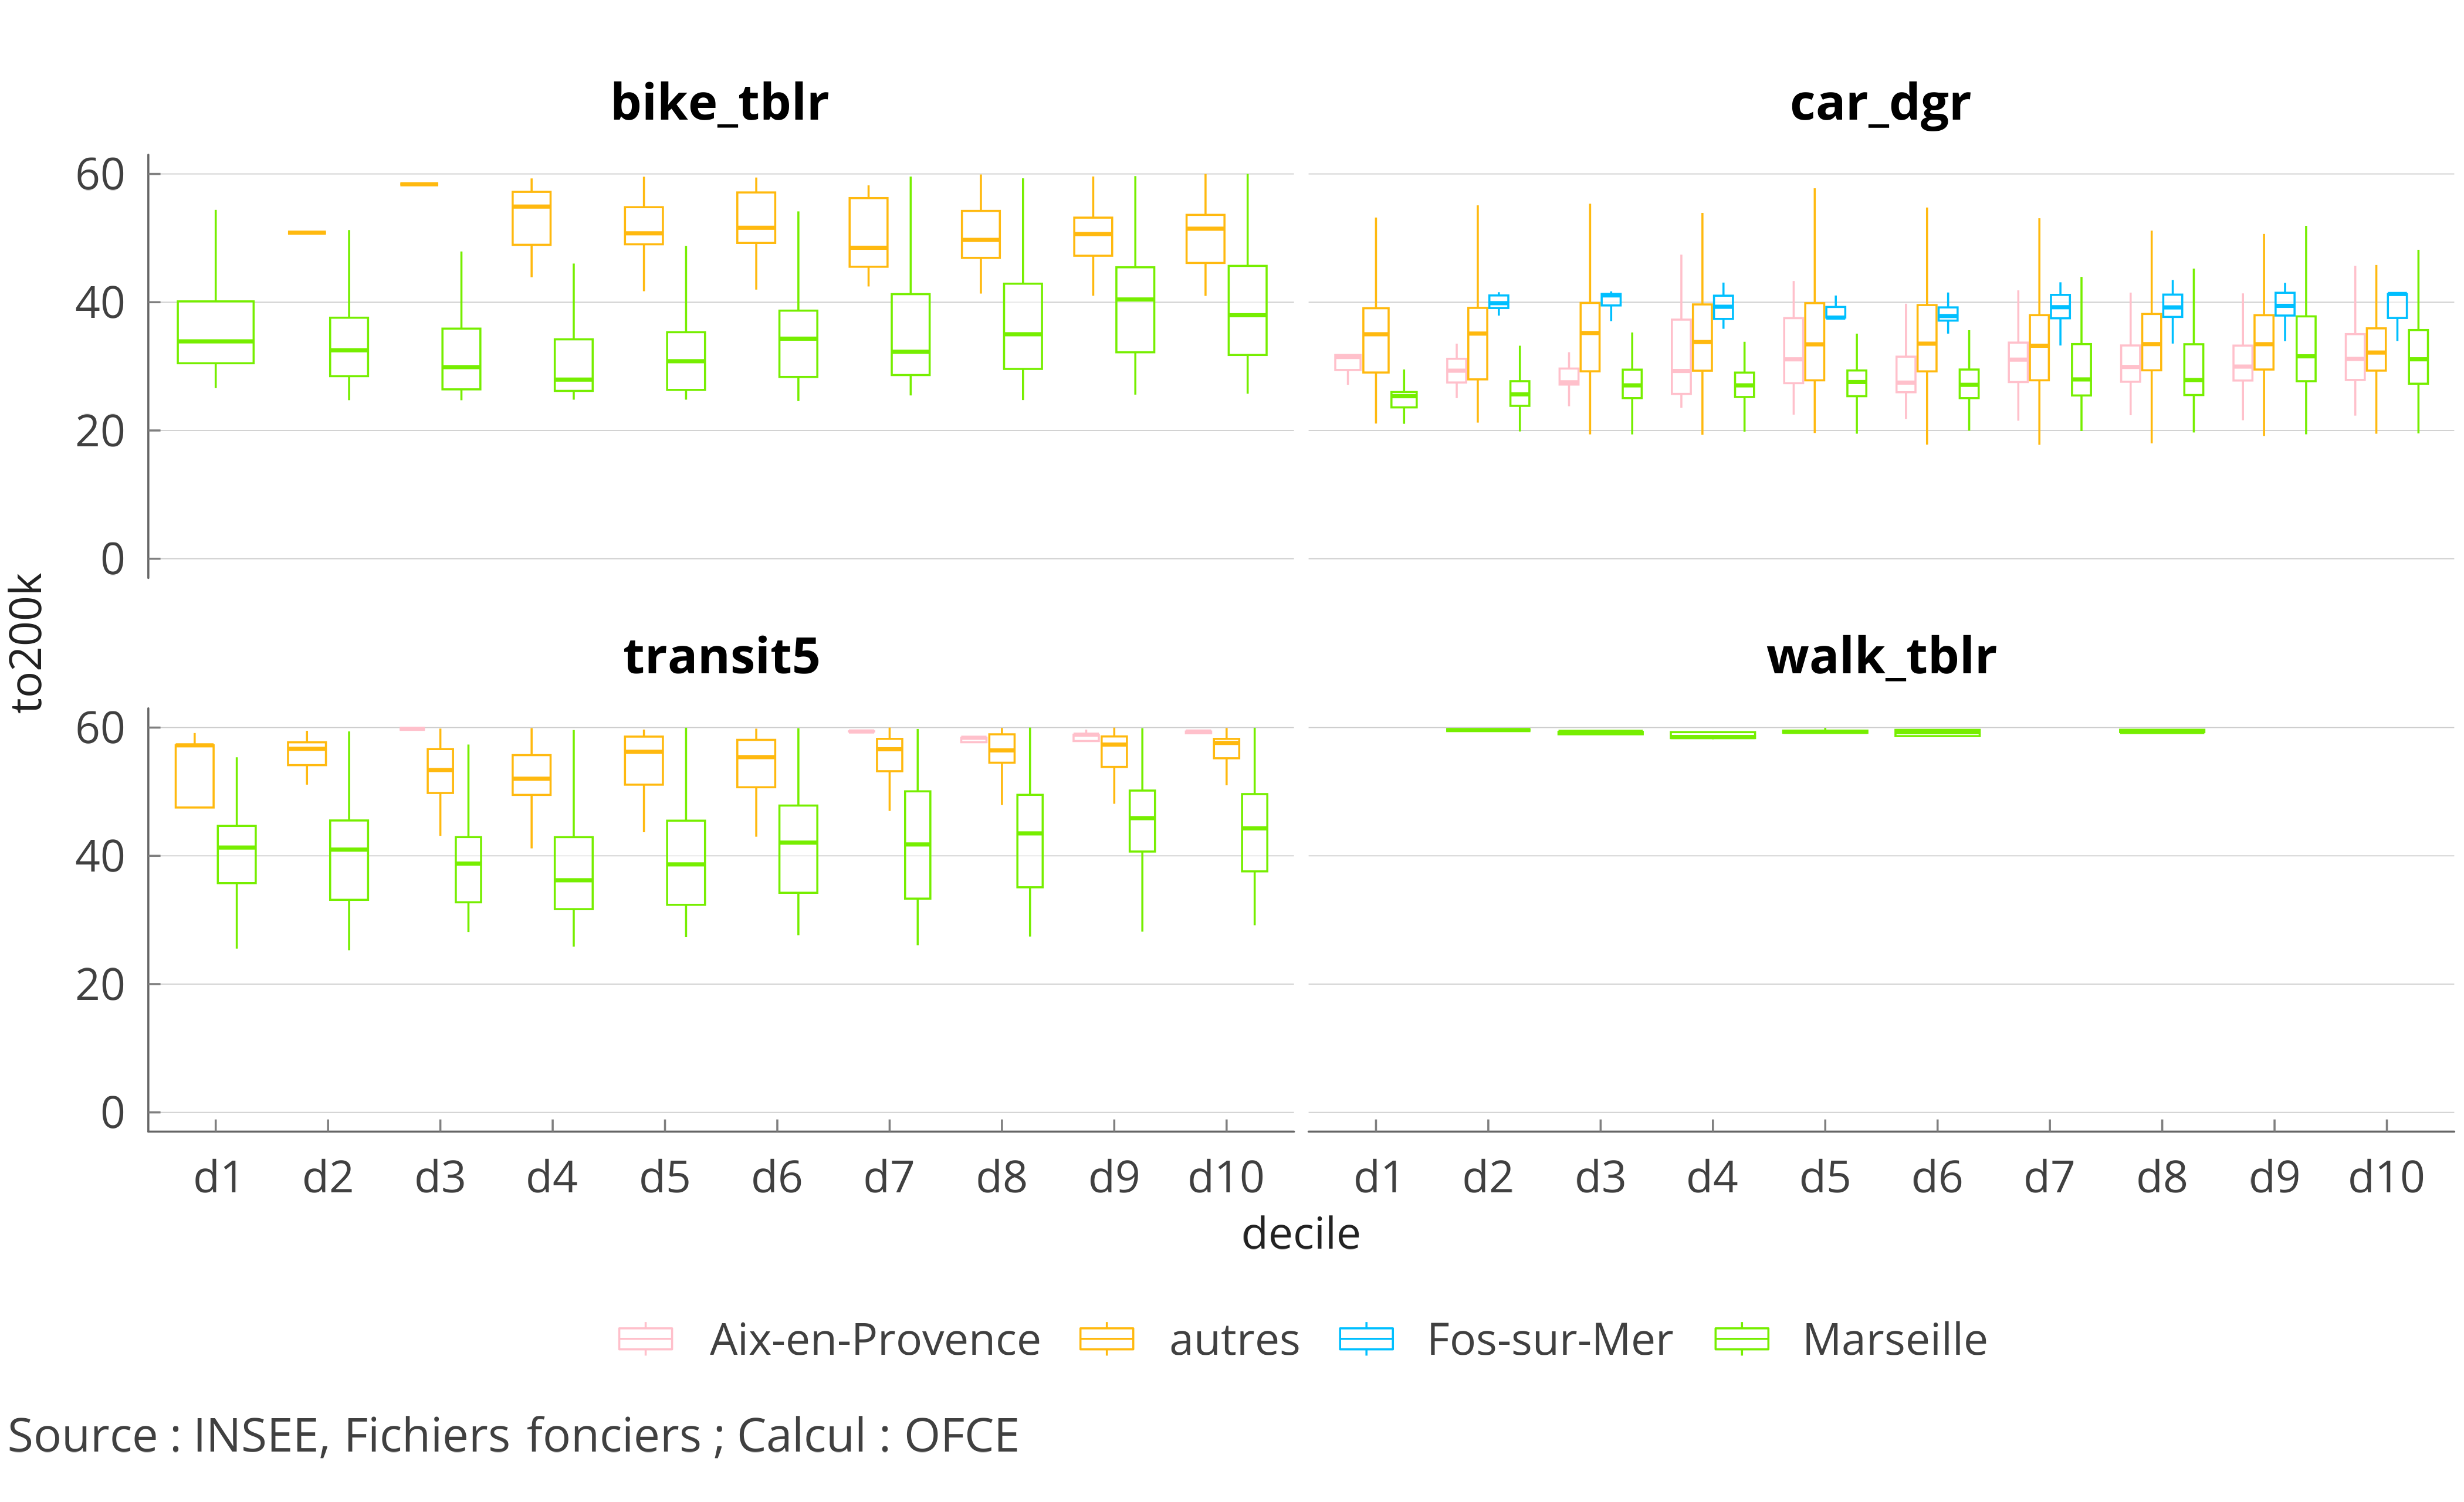 bike_tblr
car_dgr
60
40
20
0
to200k
transit5
walk_tblr
60
40
20
0
d1 d2 d3 d4 d5 d6 d7 d8 d9 d10
d1 d2 d3 d4 d5 d6 d7 d8 d9 d10
decile
Aix-en-Provence autres Fos-sur-Mer Marseille
Source : INSEE, Fichiers fonciers ; Calcul : OFCE